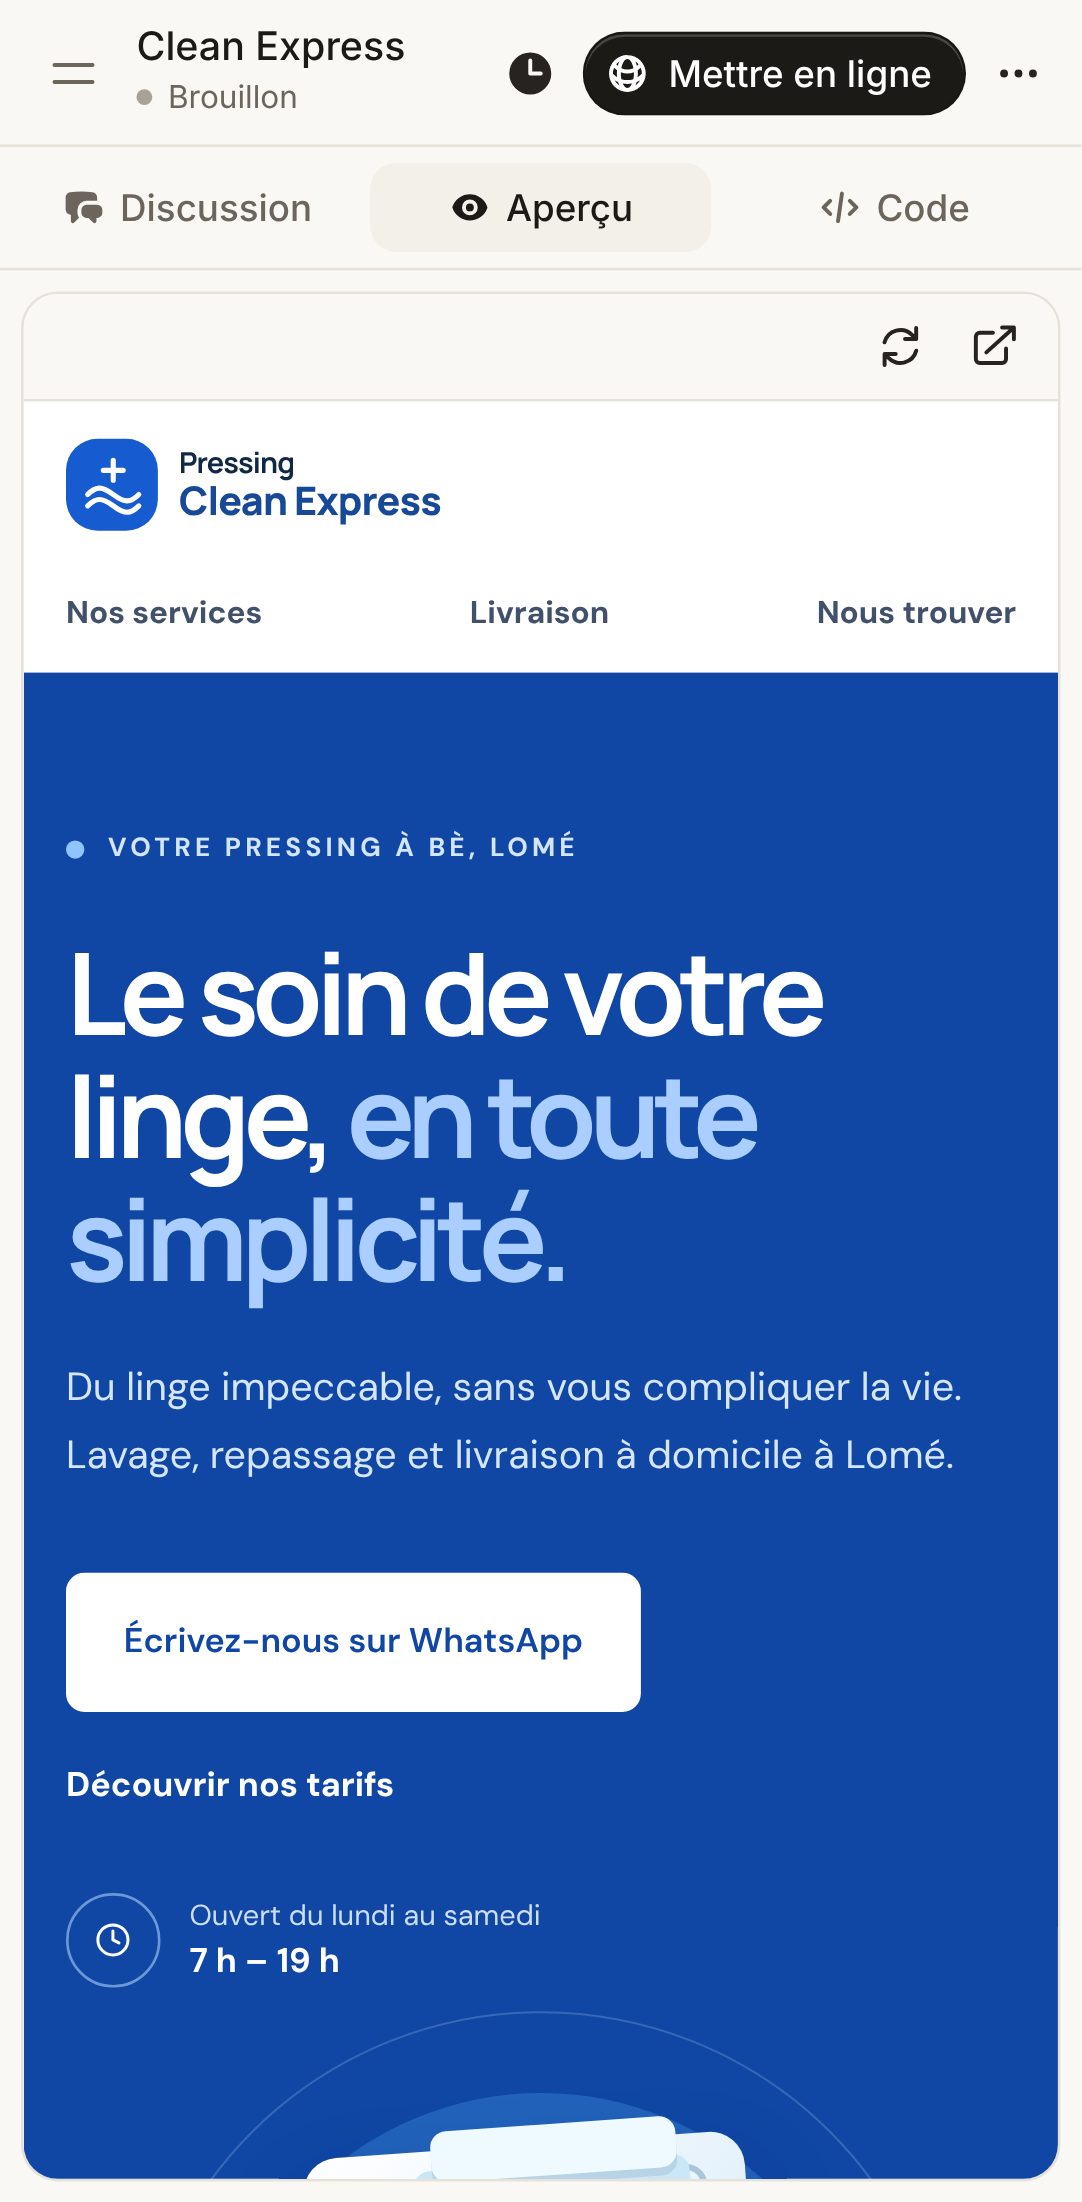 Clean Express
Brouillon
Mettre en ligne
Discussion
Aperçu
Code
Pressing
Clean Express
Nos services
Livraison
Nous trouver
VOTRE PRESSING À BÈ, LOMÉ
Le soin de votre
linge, en toute
simplicité.
Du linge impeccable, sans vous compliquer la vie.
Lavage, repassage et livraison à domicile à Lomé.
Écrivez-nous sur WhatsApp
Découvrir nos tarifs
Ouvert du lundi au samedi
7 h – 19 h